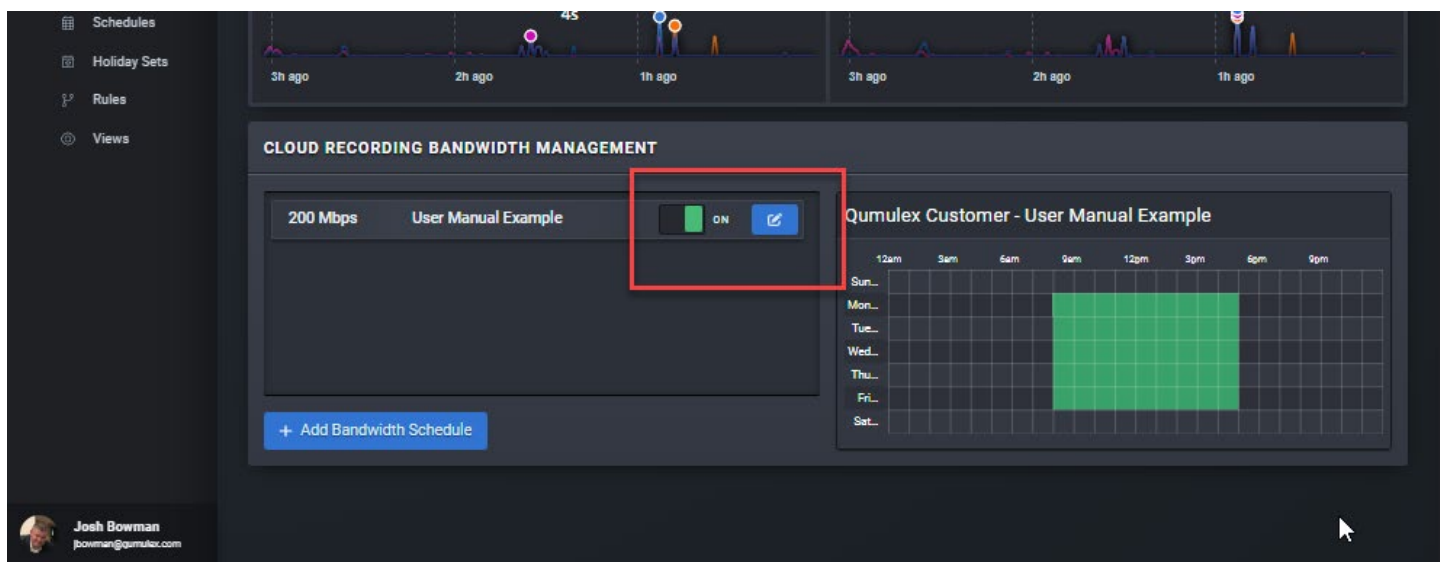 Schedules
Holiday Sets
Rules
Views
4s
3h ago 2h ago 1h ago
3h ago 2h ago 1h ago
CLOUD RECORDING BANDWIDTH MANAGEMENT
200 Mbps User Manual Example ON
+ Add Bandwidth Schedule
Qumulex Customer - User Manual Example
12am 3am 6am 9am 12pm 3pm 6pm 9pm
Sun...
Mon...
Tue...
Wed...
Thu...
Fri...
Sat...
Josh Bowman
jbowman@qumulex.com